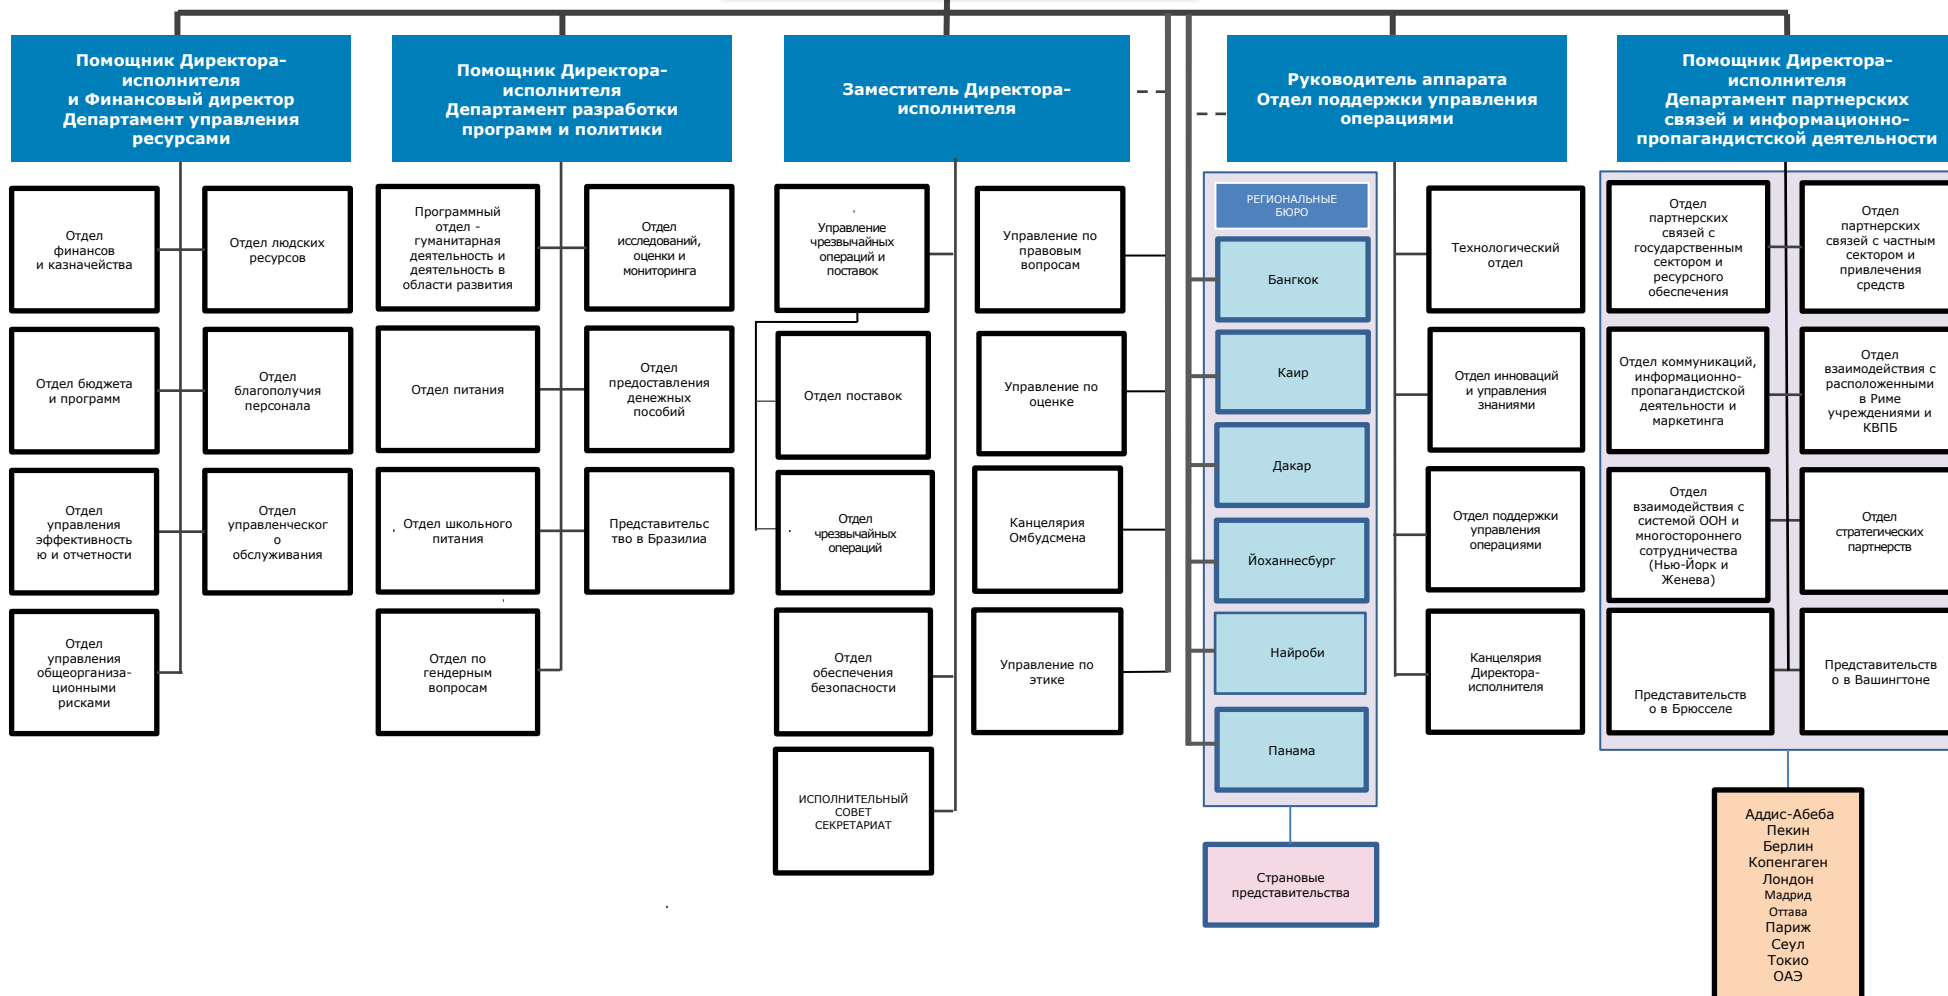 Помощник Директора-
исполнителя
и Финансовый директор
Департамент управления
ресурсами
Помощник Директора-
исполнителя
Департамент разработки
программ и политики
Заместитель Директора-
исполнителя
Руководитель аппарата
Отдел поддержки управления
операциями
Помощник Директора-
исполнителя
Департамент партнерских
связей и информационно-
пропагандистской деятельности
Отдел
финансов
и казначейства
Отдел людских
ресурсов
Отдел бюджета
и программ
Отдел
благополучия
персонала
Отдел
управления
эффективность
ю и отчетности
Отдел
управленческог
о
обслуживания
Отдел
управления
общеорганиза-
ционными
рисками
Программный
отдел -
гуманитарная
деятельность и
деятельность в
области развития
Отдел
исследований,
оценки и
мониторинга
Отдел питания
Отдел
предоставления
денежных
пособий
Отдел школьного
питания
Представительс
тво в Бразилиа
Отдел по
гендерным
вопросам
Управление
чрезвычайных
операций и
поставок
Управление по
правовым
вопросам
Отдел поставок
Управление по
оценке
Отдел
чрезвычайных
операций
Канцелярия
Омбудсмена
Отдел
обеспечения
безопасности
Управление по
этике
ИСПОЛНИТЕЛЬНЫЙ
СОВЕТ
СЕКРЕТАРИАТ
РЕГИОНАЛЬНЫЕ
БЮРО
Бангкок
Каир
Дакар
Йоханнесбург
Найроби
Панама
Страновые
представительства
Технологический
отдел
Отдел инноваций
и управления
знаниями
Отдел поддержки
управления
операциями
Канцелярия
Директора-
исполнителя
Отдел
партнерских
связей с
государственным
сектором и
ресурсного
обеспечения
Отдел
партнерских
связей с частным
сектором и
привлечения
средств
Отдел коммуникаций,
информационно-
пропагандистской
деятельности и
маркетинга
Отдел
взаимодействия с
расположенными
в Риме
учреждениями и
КВПБ
Отдел
взаимодействия с
системой ООН и
многостороннего
сотрудничества
(Нью-Йорк и
Женева)
Отдел
стратегических
партнерств
Представительств
о в Брюсселе
Представительств
о в Вашингтоне
Аддис-Абеба
Пекин
Берлин
Копенгаген
Лондон
Мадрид
Оттава
Париж
Сеул
Токио
ОАЭ